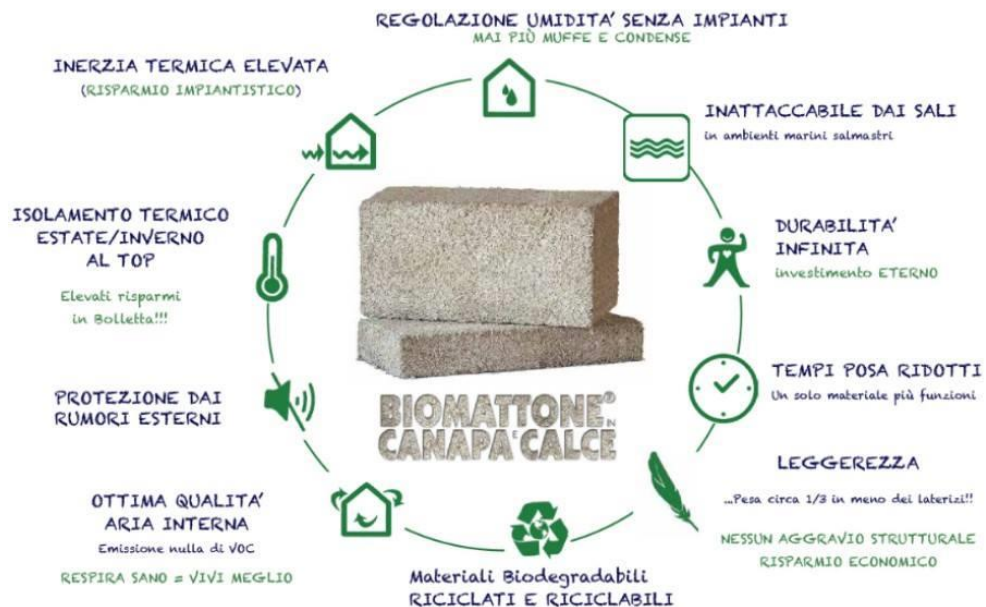 REGOLAZIONE UMIDITA' SENZA IMPIANTI
MAI PIÙ MUFFE E CONDENSE
INATTACCABILE DAI SALI
in ambienti marini salmastri
DURABILITA'
INFINITA
investimento ETERNO
TEMPI POSA RIDOTTI
Un solo materiale più funzioni
LEGGEREZZA
...Pesa circa 1/3 in meno dei laterizi!!
NESSUN AGGRAVIO STRUTTURALE
RISPARMIO ECONOMICO
Materiali Biodegradabili
RICICLATI E RICICLABILI
OTTIMA QUALITA'
ARIA INTERNA
Emissione nulla di VOC
RESPIRA SANO = VIVI MEGLIO
PROTEZIONE DAI
RUMORI ESTERNI
ISOLAMENTO TERMICO
ESTATE/INVERNO
AL TOP
Elevati risparmi
in Bolletta!!!
INERZIA TERMICA ELEVATA
(RISPARMIO IMPIANTISTICO)
BIOMATTONE® IN
CANAPA E CALCE